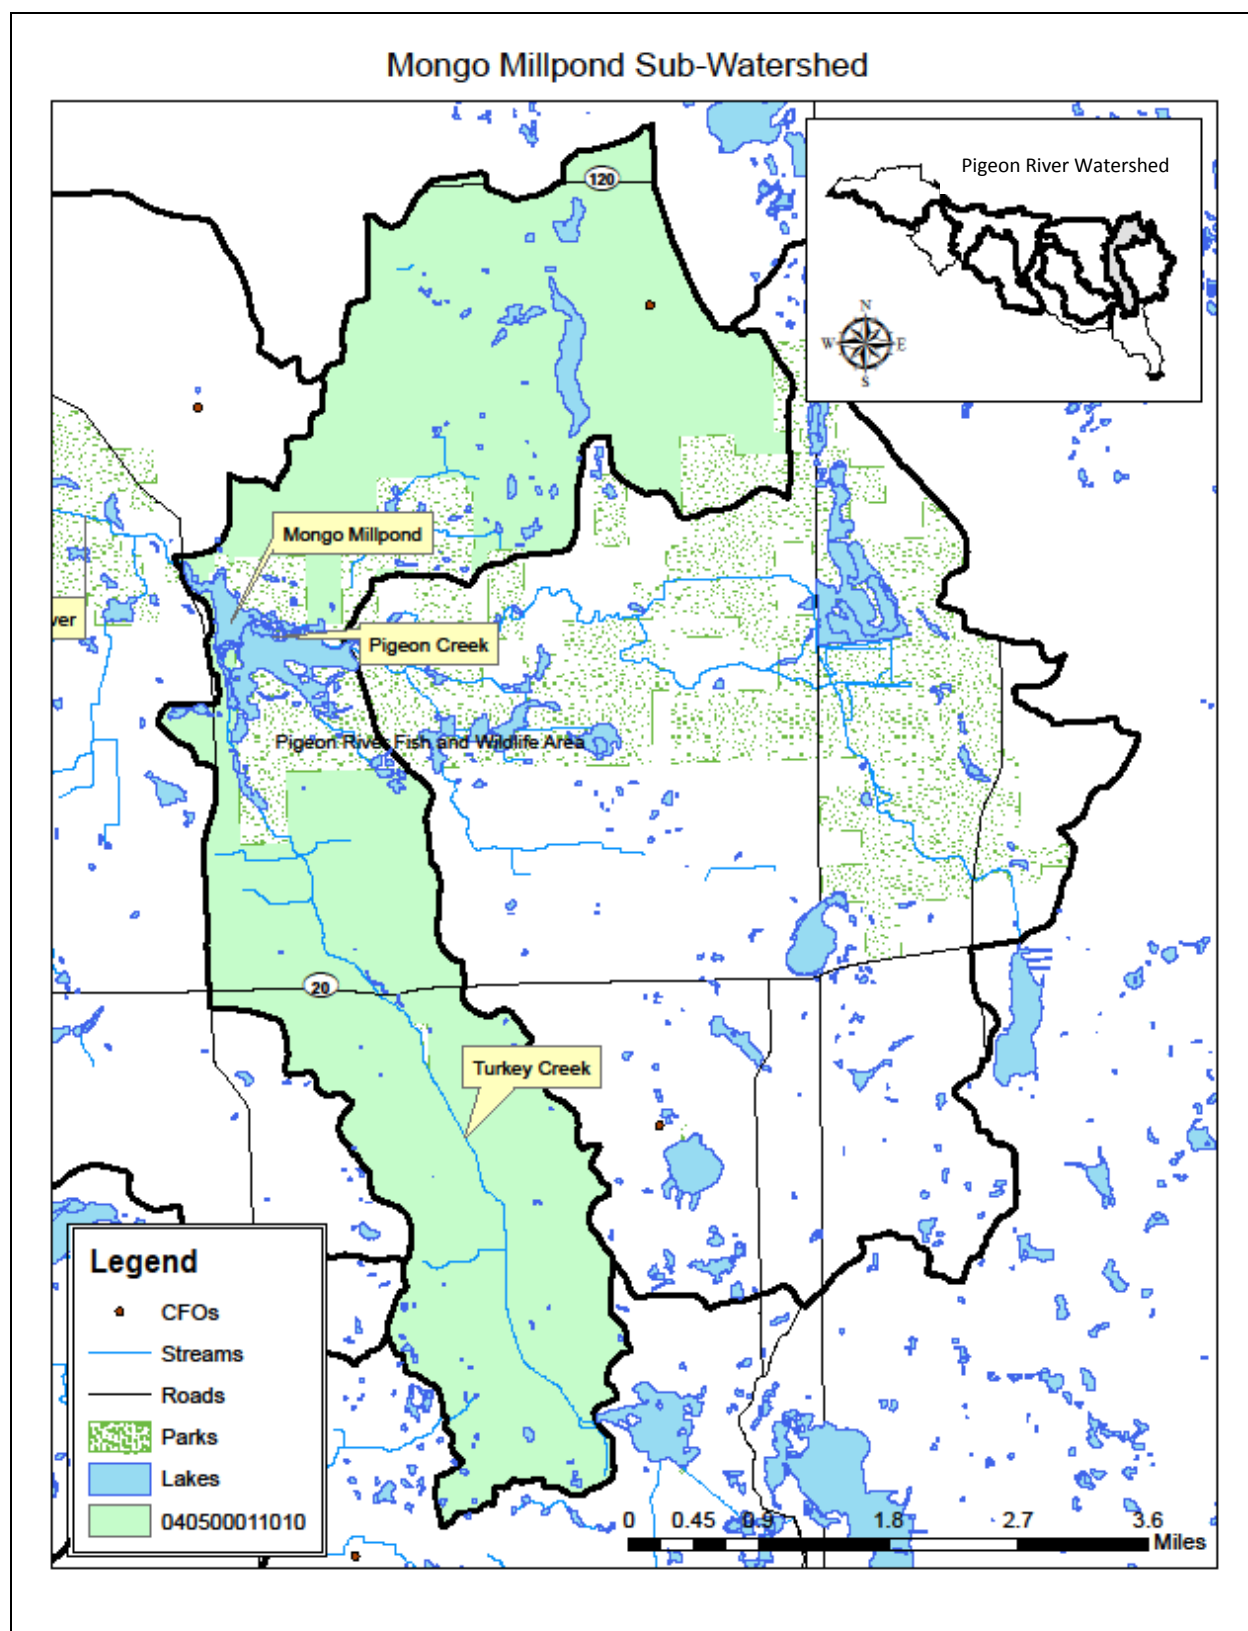 Mongo Millpond Sub-Watershed
Pigeon River Watershed
120
N
W
E
S
Mongo Millpond
ver
Pigeon Creek
Pigeon River Fish and Wildlife Area
20
Turkey Creek
Legend
CFOs
Streams
Roads
Parks
Lakes
040500011010
0 0.45 0.9 1.8 2.7 3.6
Miles